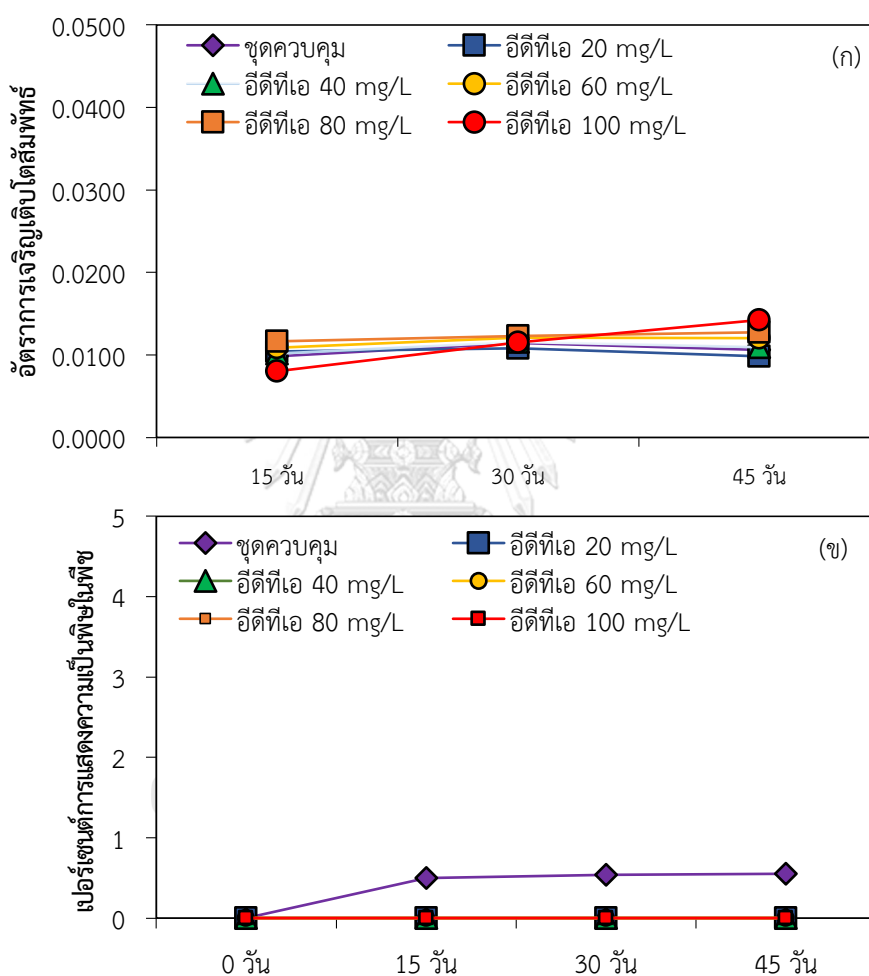 อัตราการเจริญเติบโตสัมพัทธ์
0.0500
0.0400
0.0300
0.0200
0.0100
0.0000
ชุดควบคุม
อีดีทีเอ 20 mg/L
(ก)
อีดีทีเอ 40 mg/L
อีดีทีเอ 60 mg/L
อีดีทีเอ 80 mg/L
อีดีทีเอ 100 mg/L
15 วัน
30 วัน
45 วัน
เปอร์เซนต์การแสดงความเป็นพิษในพืช
5
4
3
2
1
0
ชุดควบคุม
อีดีทีเอ 20 mg/L
(ข)
อีดีทีเอ 40 mg/L
อีดีทีเอ 60 mg/L
อีดีทีเอ 80 mg/L
อีดีทีเอ 100 mg/L
0 วัน
15 วัน
30 วัน
45 วัน